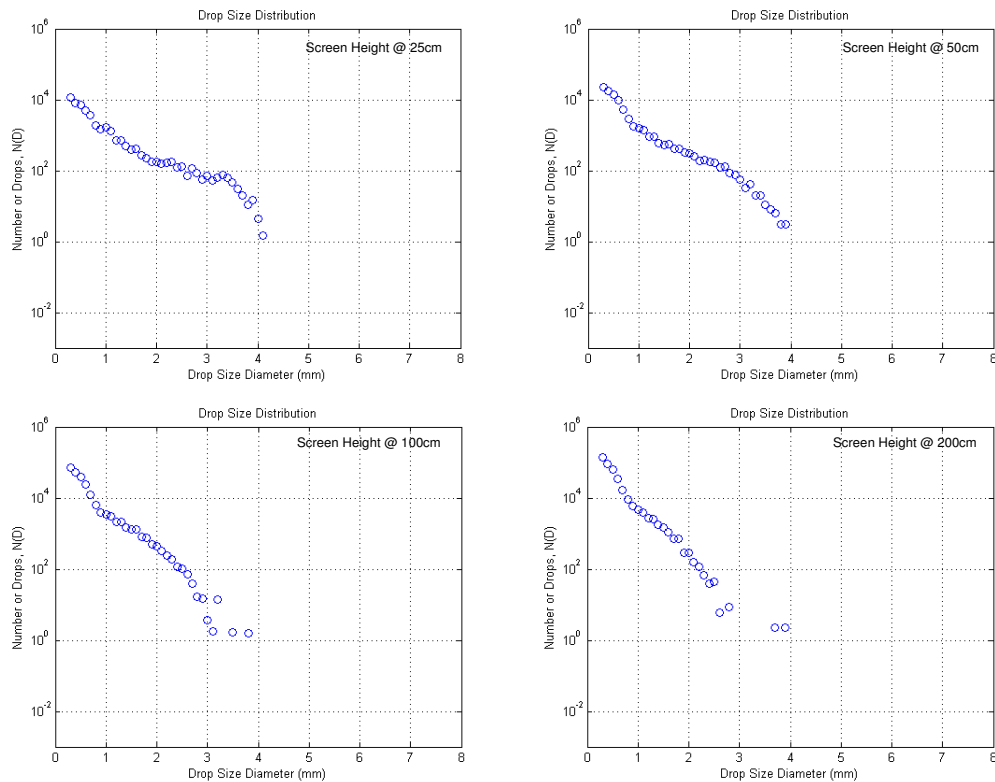 Drop Size Distribution
Screen Height @ 25cm
Number or Drops, N(D)
10^6
10^4
10^2
10^0
10^-2
0 1 2 3 4 5 6 7 8
Drop Size Diameter (mm)
Drop Size Distribution
Screen Height @ 50cm
Number or Drops, N(D)
10^6
10^4
10^2
10^0
10^-2
0 1 2 3 4 5 6 7 8
Drop Size Diameter (mm)
Drop Size Distribution
Screen Height @ 100cm
Number or Drops, N(D)
10^6
10^4
10^2
10^0
10^-2
0 1 2 3 4 5 6 7 8
Drop Size Diameter (mm)
Drop Size Distribution
Screen Height @ 200cm
Number or Drops, N(D)
10^6
10^4
10^2
10^0
10^-2
0 1 2 3 4 5 6 7 8
Drop Size Diameter (mm)